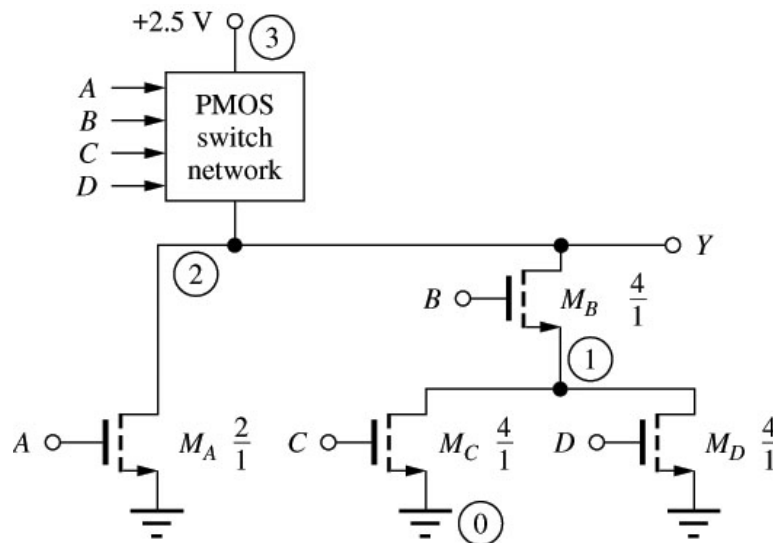 +2.5 V
3
A
B
C
D
PMOS
switch
network
2
Y
B
M_B 4/1
1
A
M_A 2/1
C
M_C 4/1
D
M_D 4/1
0